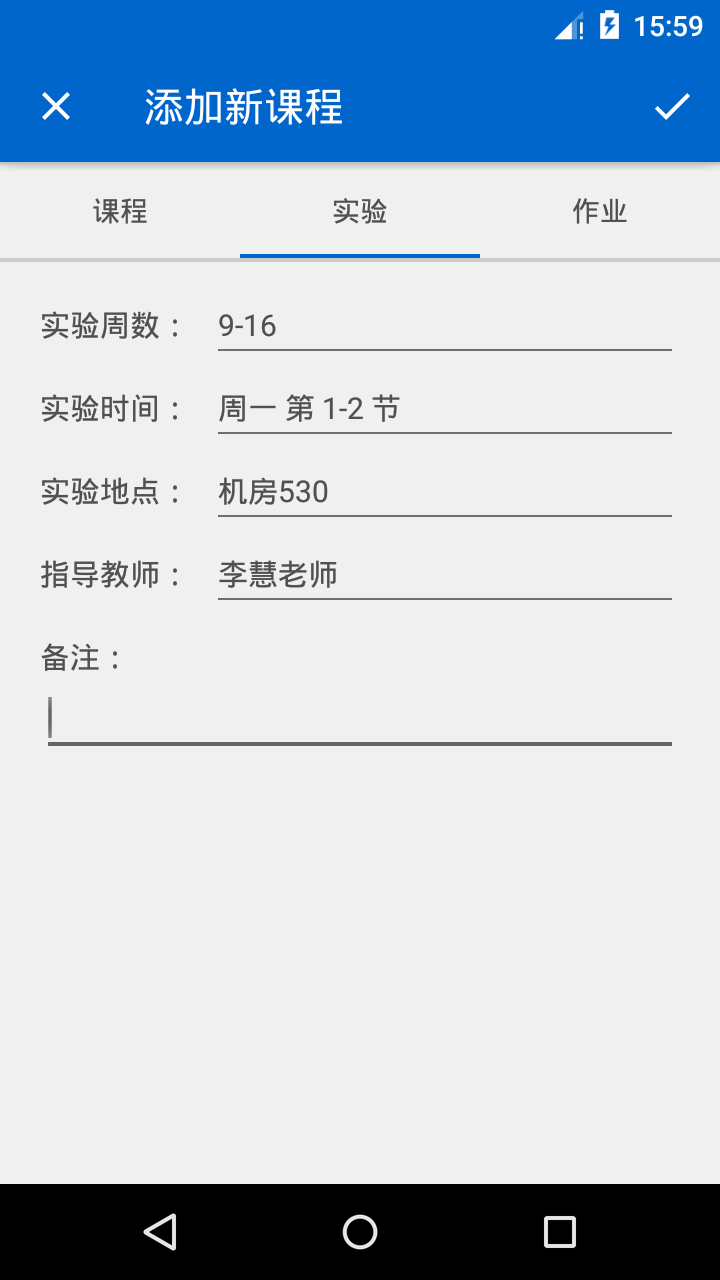 15:59
添加新课程
课程 实验 作业
实验周数： 9-16
实验时间： 周一 第 1-2 节
实验地点： 机房530
指导教师： 李慧老师
备注：